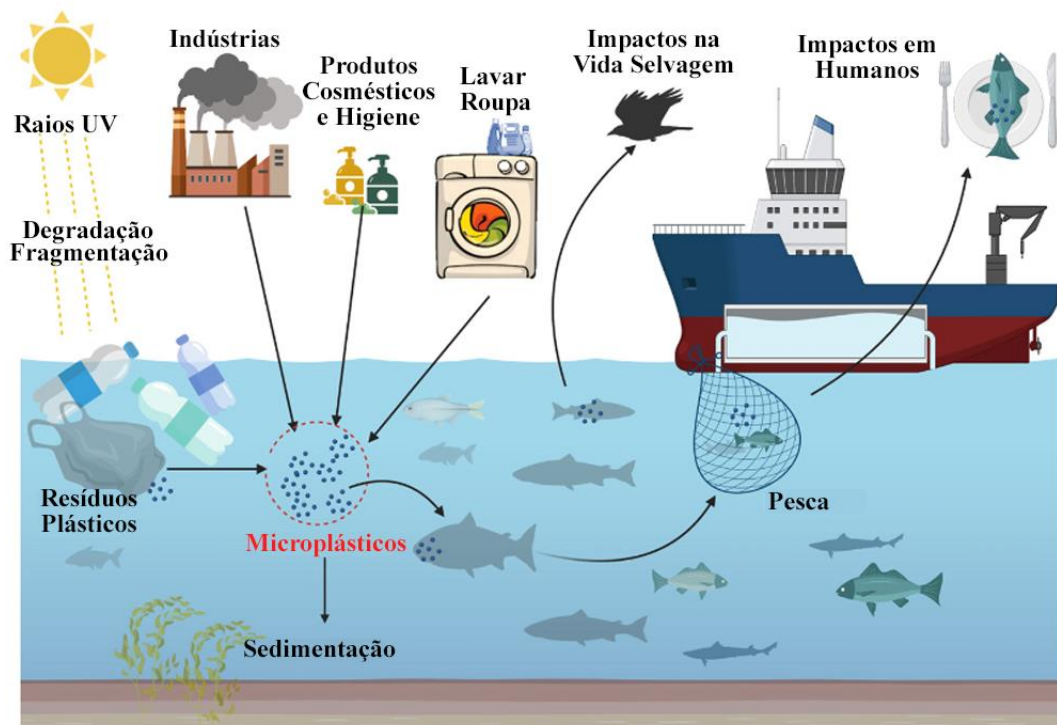 Indústrias
Produtos
Cosmésticos
e Higiene
Lavar
Roupa
Impactos na
Vida Selvagem
Impactos em
Humanos
Raios UV
Degradação
Fragmentação
Resíduos
Plásticos
Microplásticos
Pesca
Sedimentação